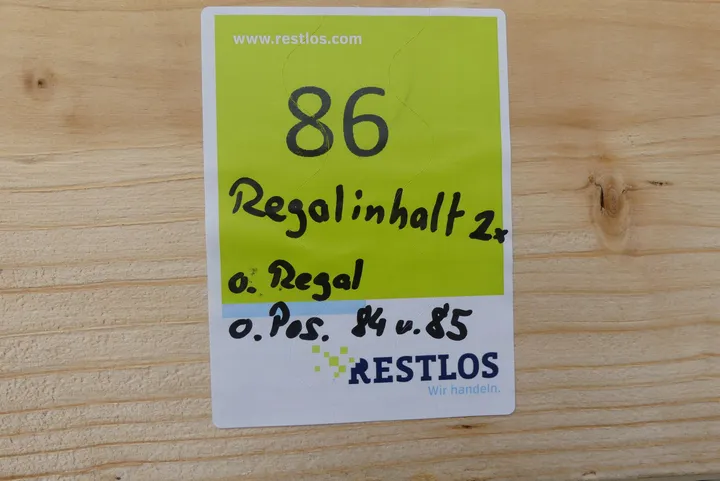 www.restlos.com
86
Regalinhalt 2x
o. Regal
o. Pos. 84 u. 85
RESTLOS
Wir handeln.